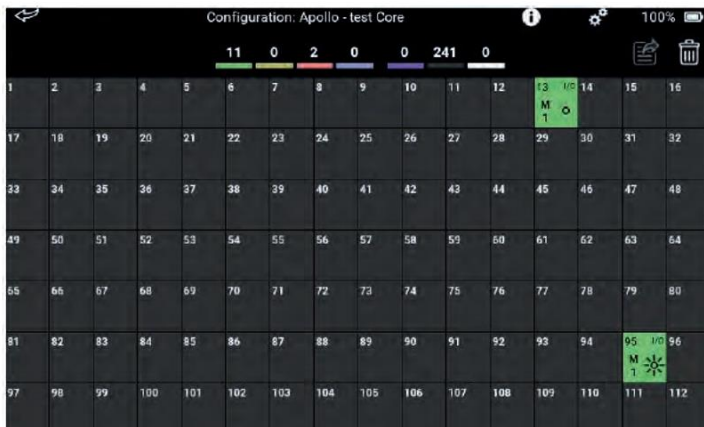 Configuration: Apollo - test Core i 100%
11 0 2 0 0 241 0
1 2 3 4 5 6 7 8 9 10 11 12 13 I/O 14 15 16
M
1
17 18 19 20 21 22 23 24 25 26 27 28 29 30 31 32
33 34 35 36 37 38 39 40 41 42 43 44 45 46 47 48
49 50 51 52 53 54 55 56 57 58 59 60 61 62 63 64
65 66 67 68 69 70 71 72 73 74 75 76 77 78 79 80
81 82 83 84 85 86 87 88 89 90 91 92 93 94 95 I/O 96
M
1
97 98 99 100 101 102 103 104 105 106 107 108 109 110 111 112